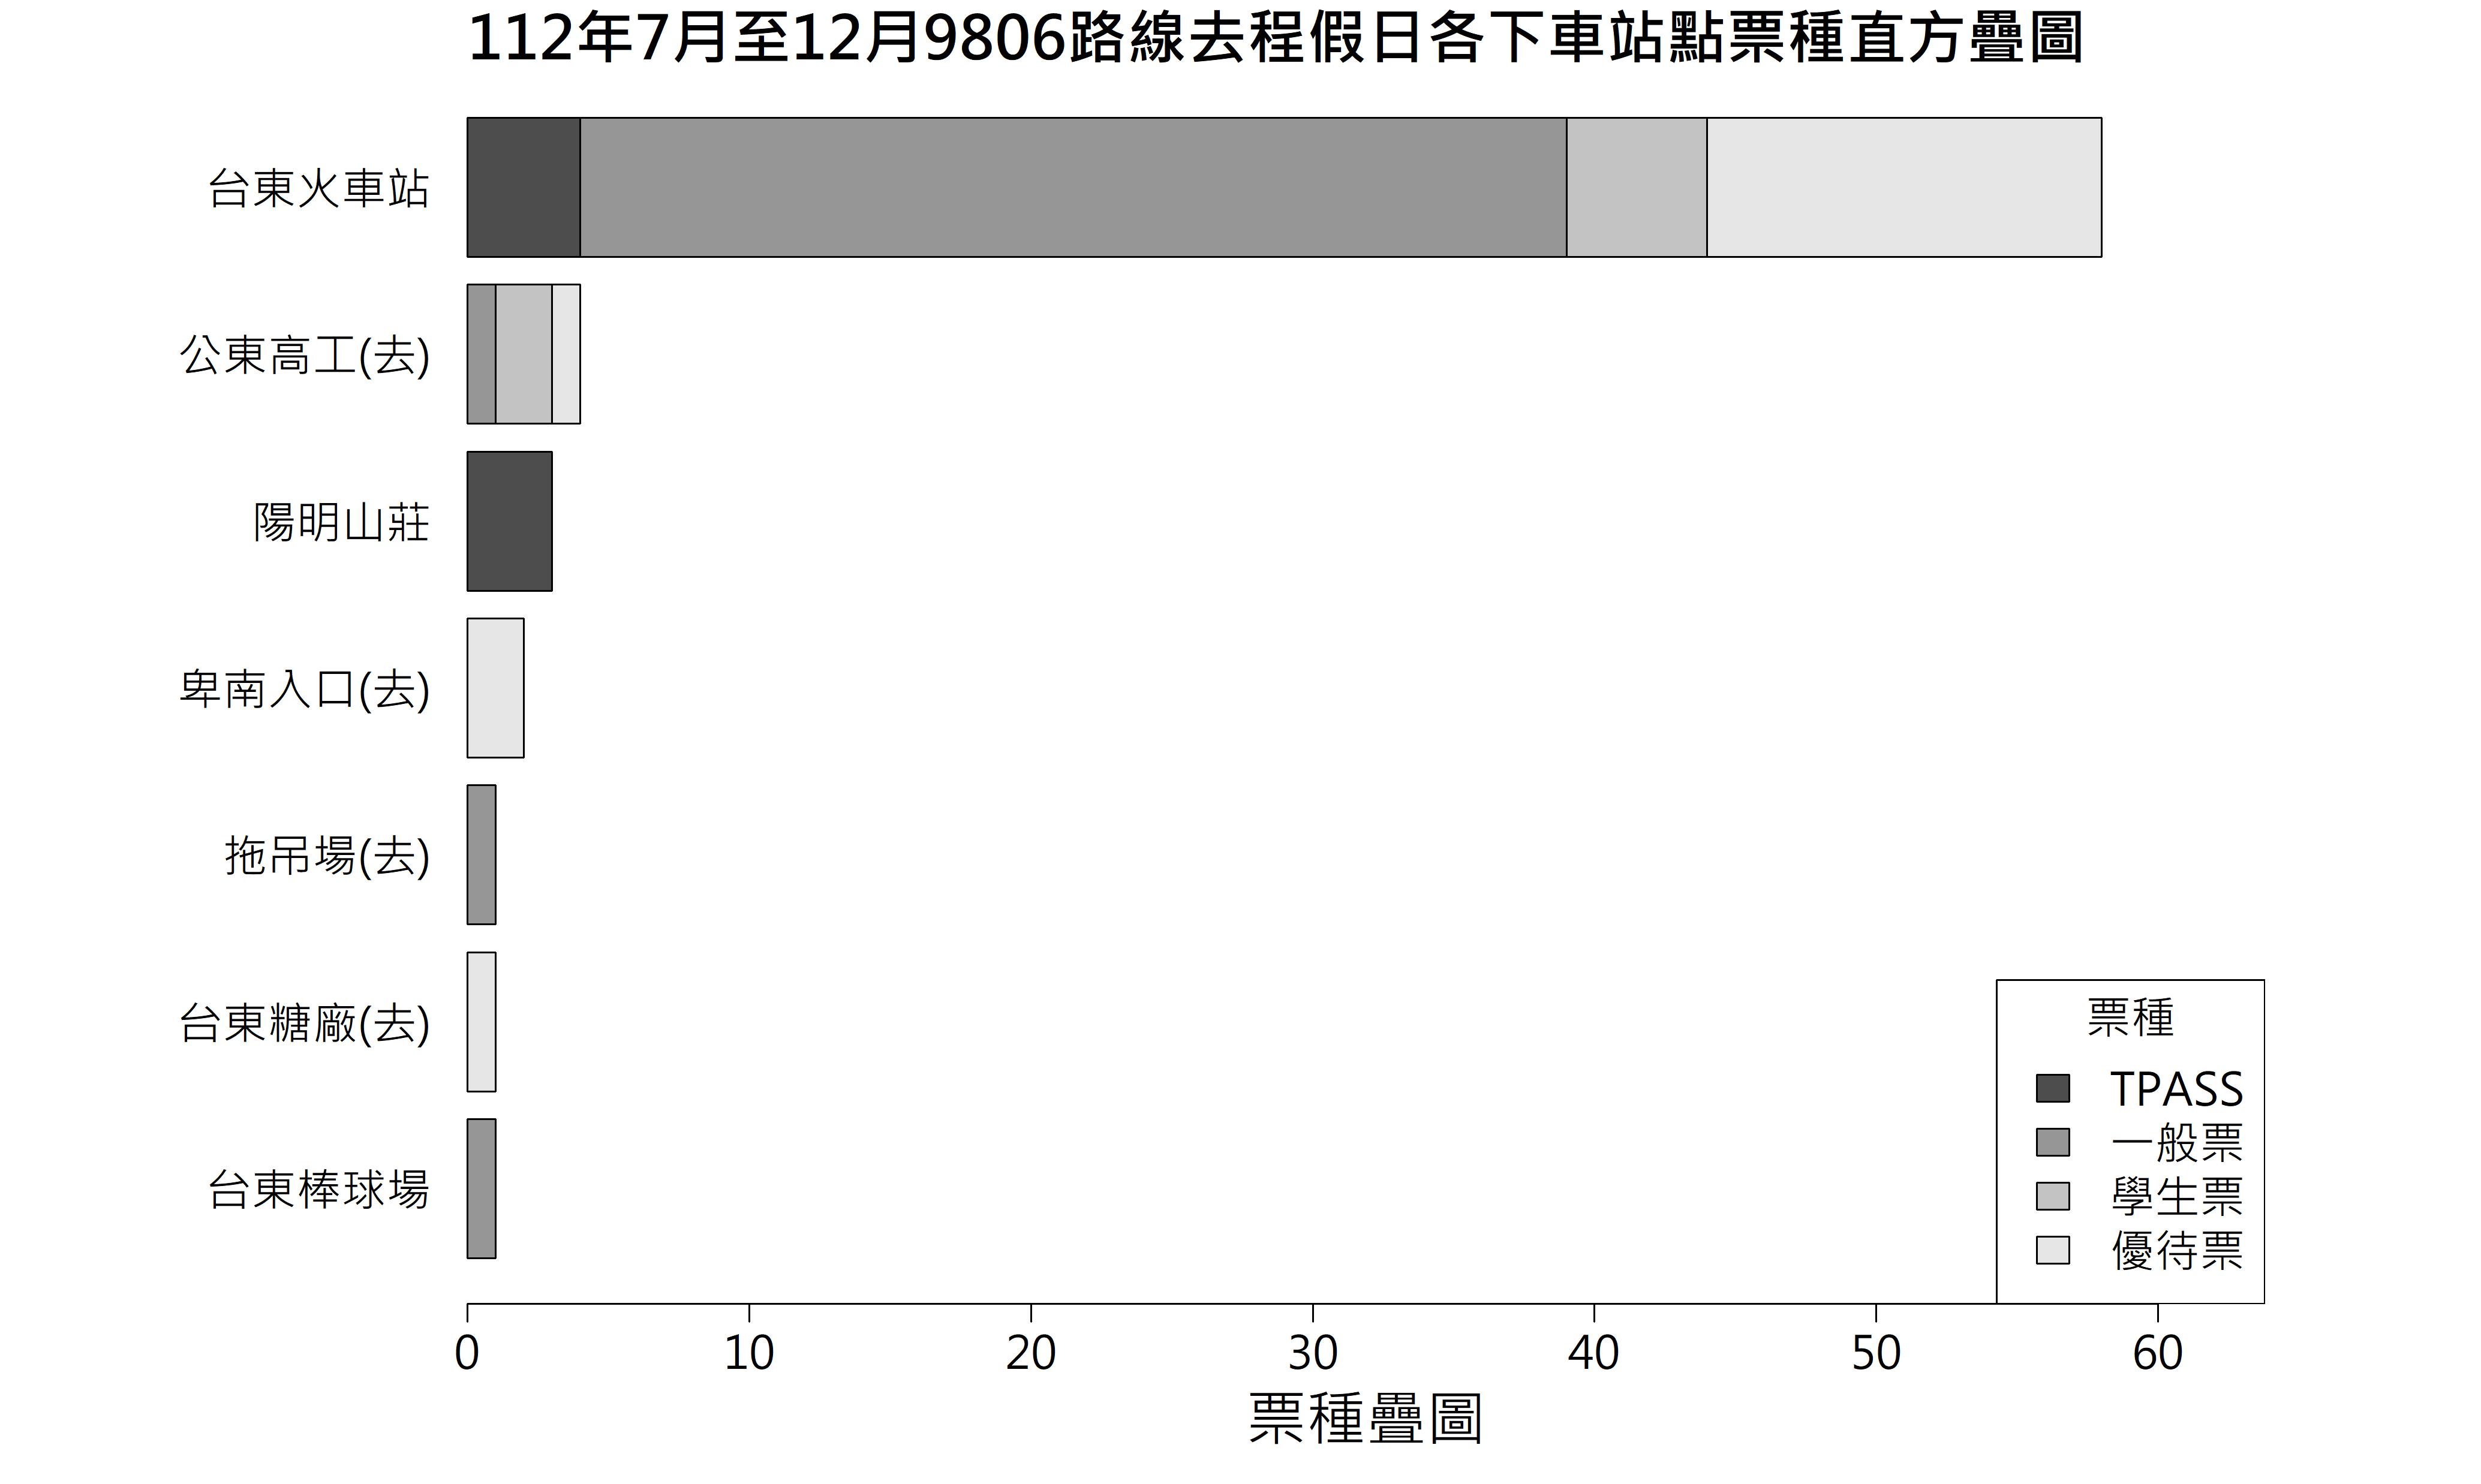 112年7月至12月9806路線去程假日各下車站點票種直方疊圖
台東火車站
公東高工(去)
陽明山莊
卑南入口(去)
拖吊場(去)
台東糖廠(去)
台東棒球場
票種
TPASS
一般票
學生票
優待票
0 10 20 30 40 50 60
票種疊圖